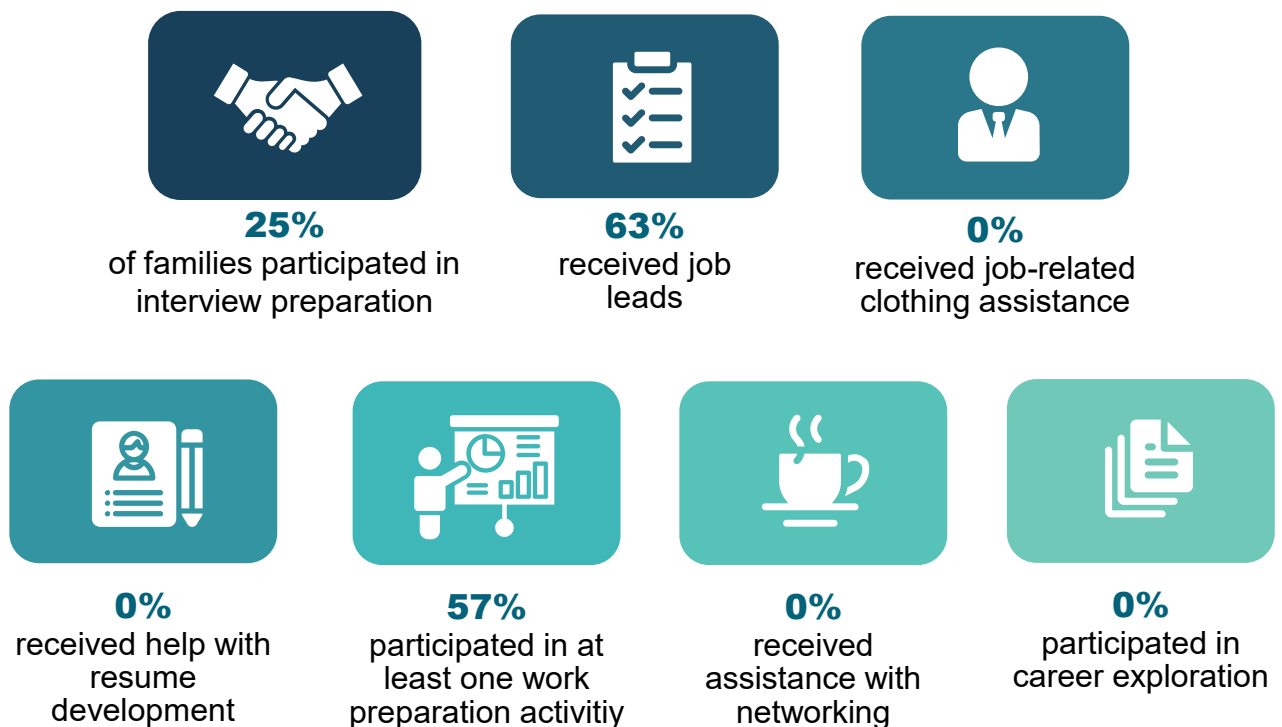 25%
of families participated in
interview preparation
63%
received job
leads
0%
received job-related
clothing assistance
0%
received help with
resume
development
57%
participated in at
least one work
preparation activitiy
0%
received
assistance with
networking
0%
participated in
career exploration